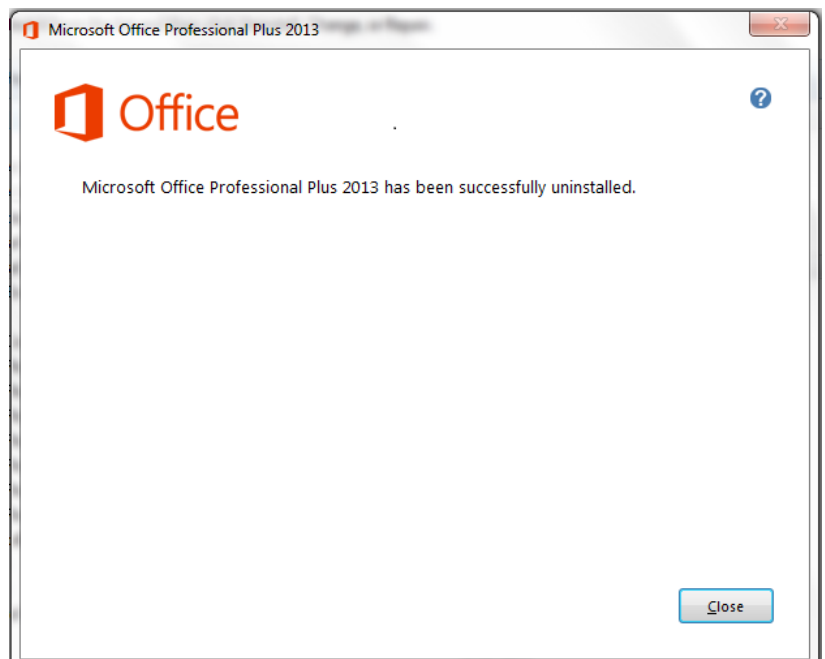 Microsoft Office Professional Plus 2013
Office
?
Microsoft Office Professional Plus 2013 has been successfully uninstalled.
Close